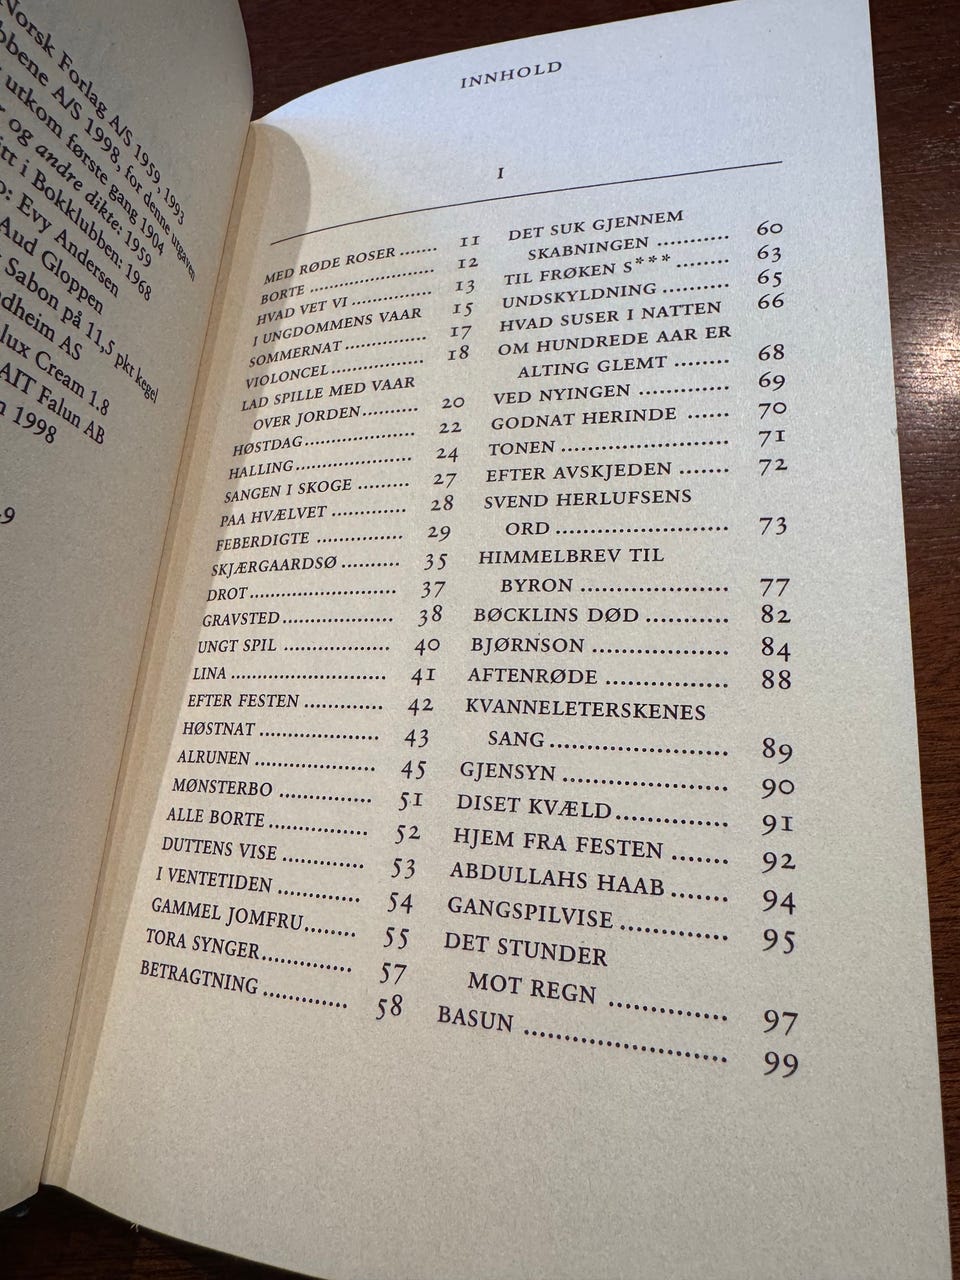 Norsk Forlag A/S 1959, 1993
bbene A/S 1998, for denne utgaven
utkom første gang 1904
og andre dikte: 1959
tt i Bokklubben: 1968
o: Evy Andersen
Aud Gloppen
Sabon på 11,5 pkt kegel
ndheim AS
lux Cream 1.8
AIT Falun AB
n 1998
-9
INNHOLD
I
MED RØDE ROSER ...... 11
BORTE .................. 12
HVAD VET VI ............ 13
I UNGDOMMENS VAAR 15
SOMMERNAT ............ 17
VIOLONCEL .............. 18
LAD SPILLE MED VAAR
OVER JORDEN .......... 20
HØSTDAG ................ 22
HALLING ................. 24
SANGEN I SKOGE ......... 27
PAA HVÆLVET ............ 28
FEBERDIGTE .............. 29
SKJÆRGAARDSØ .......... 35
DROT ...................... 37
GRAVSTED ................ 38
UNGT SPIL ................ 40
LINA ....................... 41
EFTER FESTEN ............ 42
HØSTNAT .................. 43
ALRUNEN .................. 45
MØNSTERBO .............. 51
ALLE BORTE ............... 52
DUTTENS VISE ............ 53
I VENTETIDEN ............ 54
GAMMEL JOMFRU ........ 55
TORA SYNGER ............. 57
BETRAGTNING ............ 58
DET SUK GJENNEM
SKABNINGEN ........... 60
TIL FRØKEN S*** ........ 63
UNDSKYLDNING .......... 65
HVAD SUSER I NATTEN 66
OM HUNDREDE AAR ER
ALTING GLEMT ........ 68
VED NYINGEN ............ 69
GODNAT HERINDE ...... 70
TONEN .................... 71
EFTER AVSKJEDEN ....... 72
SVEND HERLUFSENS
ORD ....................... 73
HIMMELBREV TIL
BYRON ................... 77
BØCKLINS DØD ........... 82
BJØRNSON ................. 84
AFTENRØDE ............... 88
KVANNELETERSKENES
SANG ...................... 89
GJENSYN ................... 90
DISET KVÆLD .............. 91
HJEM FRA FESTEN ....... 92
ABDULLAHS HAAB ....... 94
GANGSPILVISE ............ 95
DET STUNDER
MOT REGN .............. 97
BASUN ...................... 99